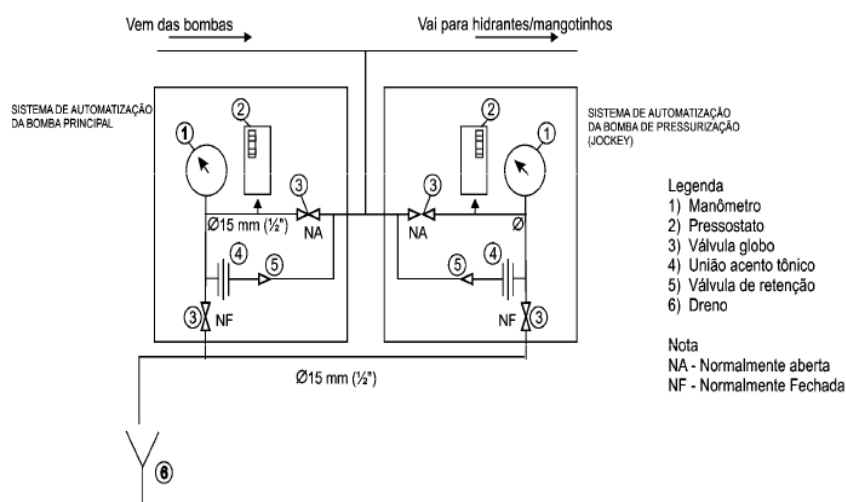 Vem das bombas
Vai para hidrantes/mangotinhos
SISTEMA DE AUTOMATIZAÇÃO
DA BOMBA PRINCIPAL
1
2
3
Ø15 mm (½")
NA
4
5
3
NF
2
1
3
NA
Ø
5
4
NF
3
SISTEMA DE AUTOMATIZAÇÃO
DA BOMBA DE PRESSURIZAÇÃO
(JOCKEY)
Ø15 mm (½")
6
Legenda
1) Manômetro
2) Pressostato
3) Válvula globo
4) União acento tônico
5) Válvula de retenção
6) Dreno
Nota
NA - Normalmente aberta
NF - Normalmente Fechada